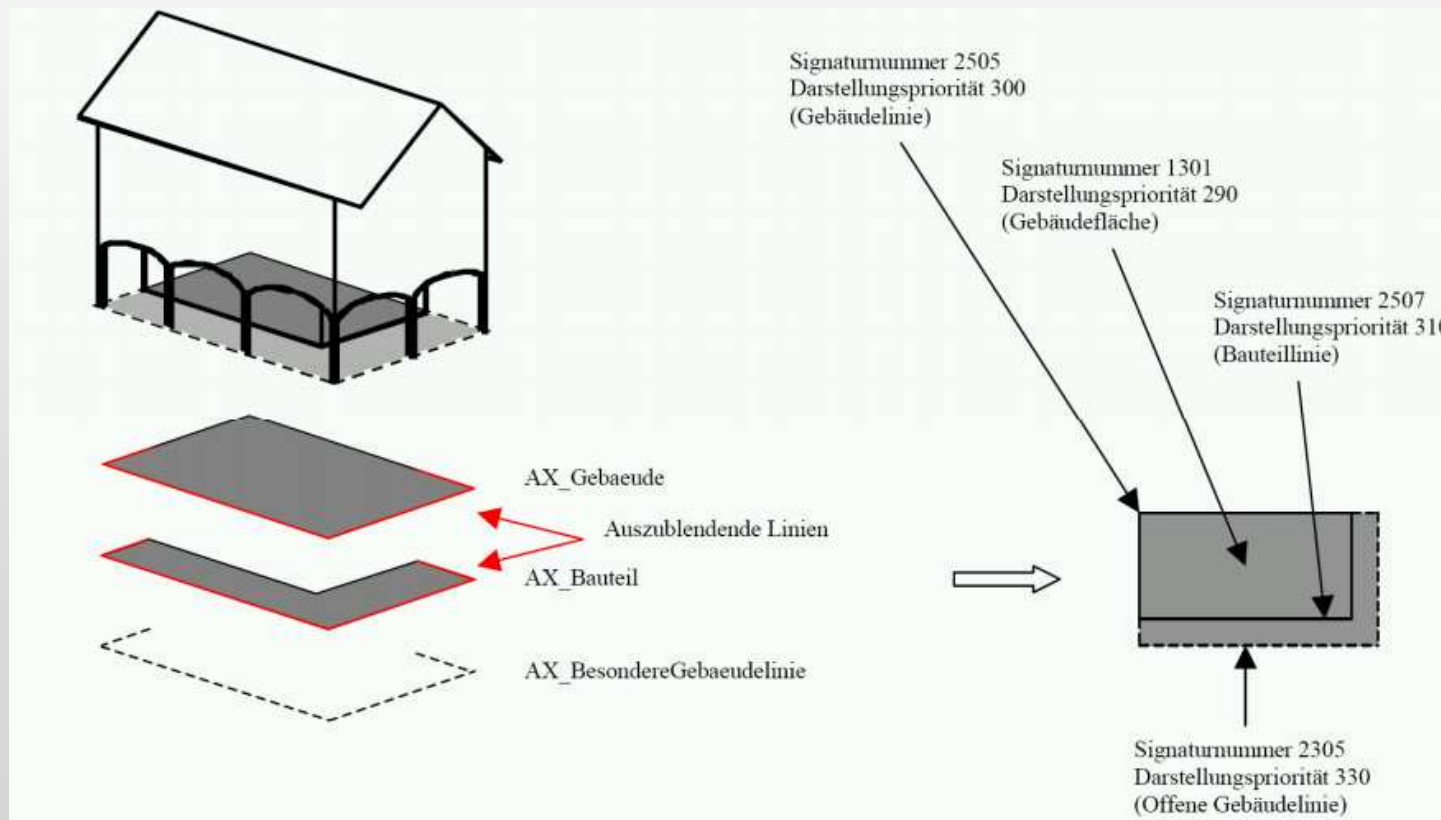 Signaturnummer 2505
Darstellungspriorität 300
(Gebäudelinie)
Signaturnummer 1301
Darstellungspriorität 290
(Gebäudefläche)
Signaturnummer 2507
Darstellungspriorität 310
(Bauteillinie)
AX_Gebaeude
Auszublendende Linien
AX_Bauteil
AX_BesondereGebaeudelinie
Signaturnummer 2305
Darstellungspriorität 330
(Offene Gebäudelinie)